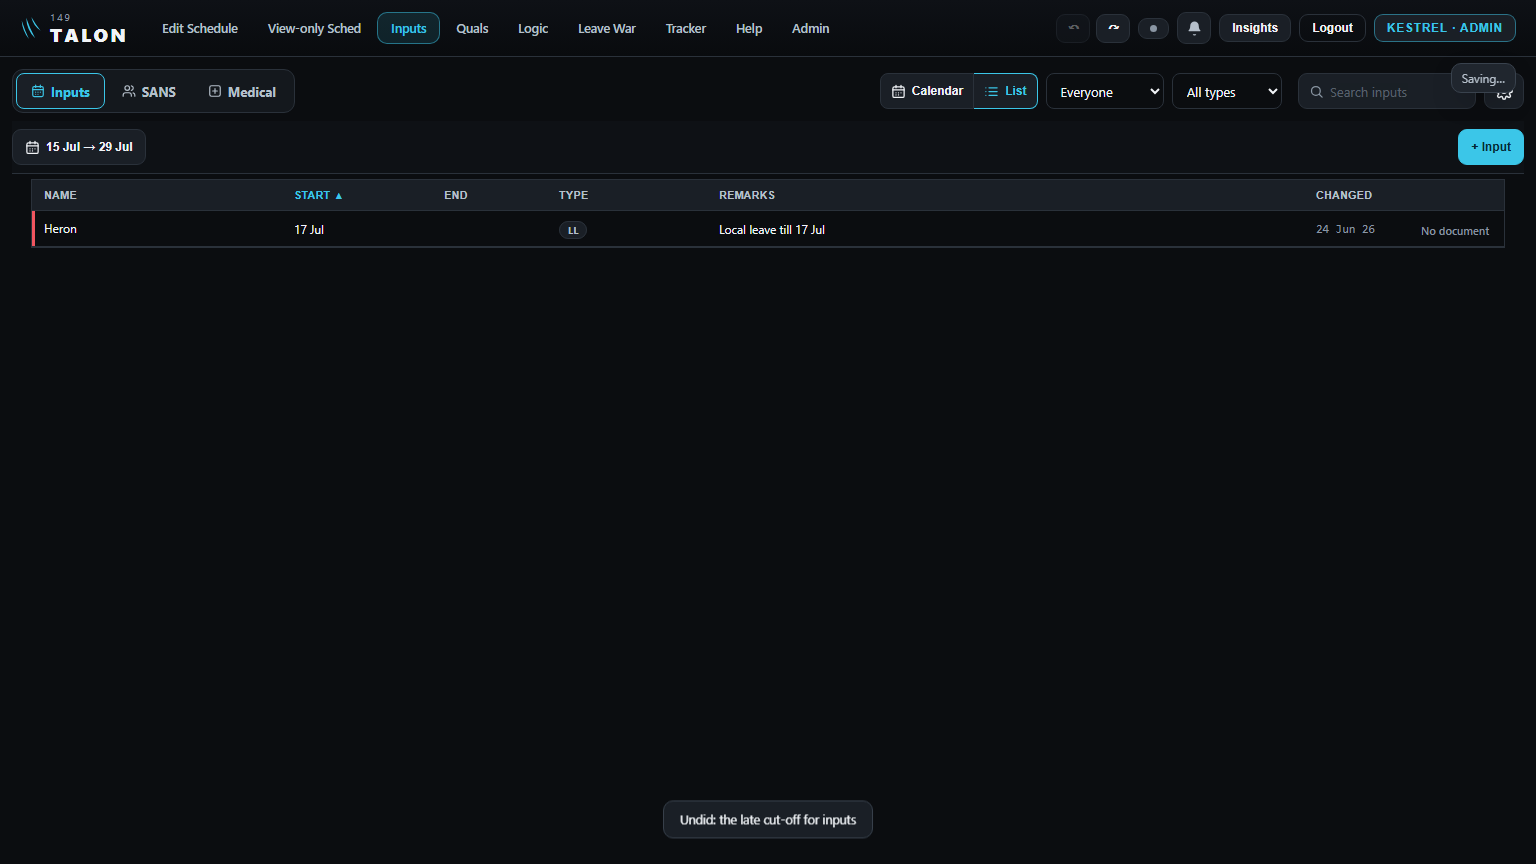 149
TALON
Edit Schedule
View-only Sched
Inputs
Quals
Logic
Leave War
Tracker
Help
Admin
Insights
Logout
KESTREL · ADMIN
Inputs
SANS
Medical
Calendar
List
Everyone
All types
Search inputs
Saving...
15 Jul → 29 Jul
+ Input
NAME START ▲ END TYPE REMARKS CHANGED
Heron 17 Jul LL Local leave till 17 Jul 24 Jun 26 No document
Undid: the late cut-off for inputs